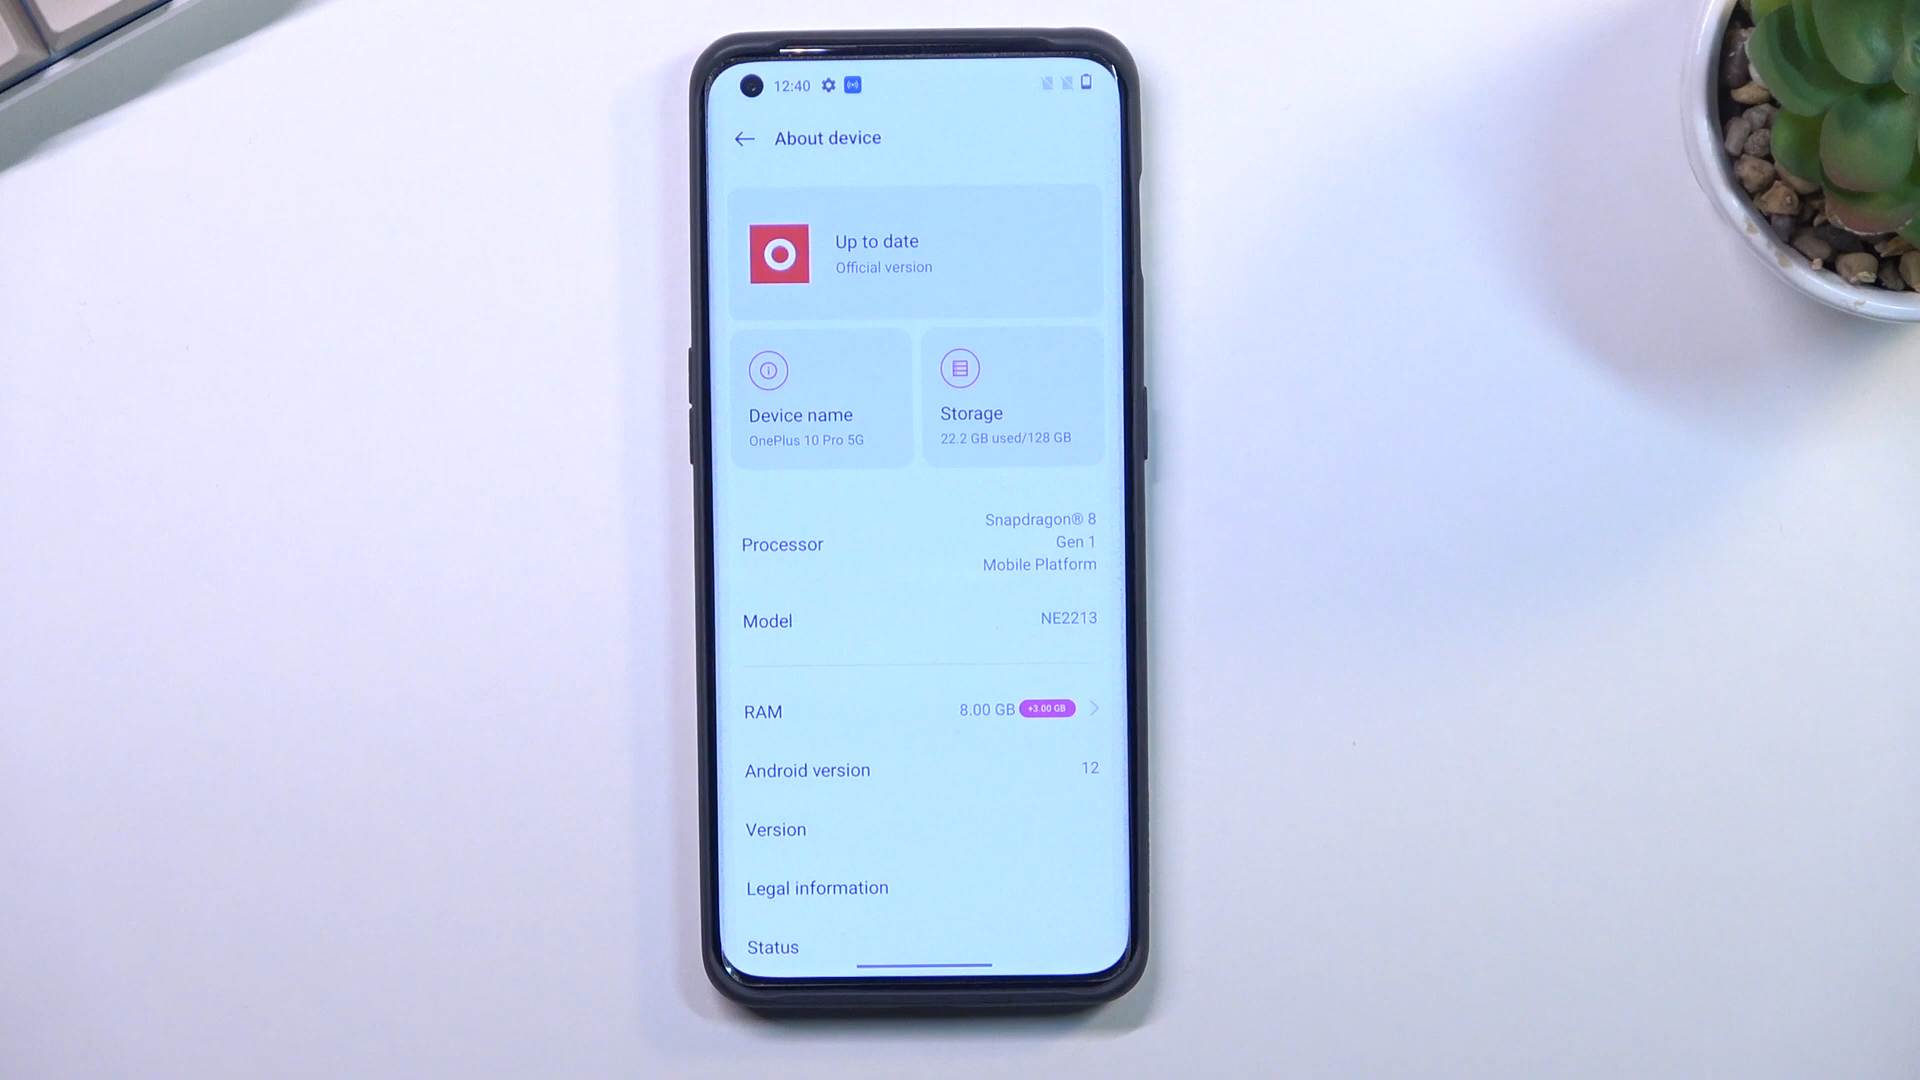 12:40
About device
Up to date
Official version
Device name
OnePlus 10 Pro 5G
Storage
22.2 GB used/128 GB
Processor
Snapdragon® 8
Gen 1
Mobile Platform
Model
NE2213
RAM
8.00 GB +3.00 GB
Android version
12
Version
Legal information
Status